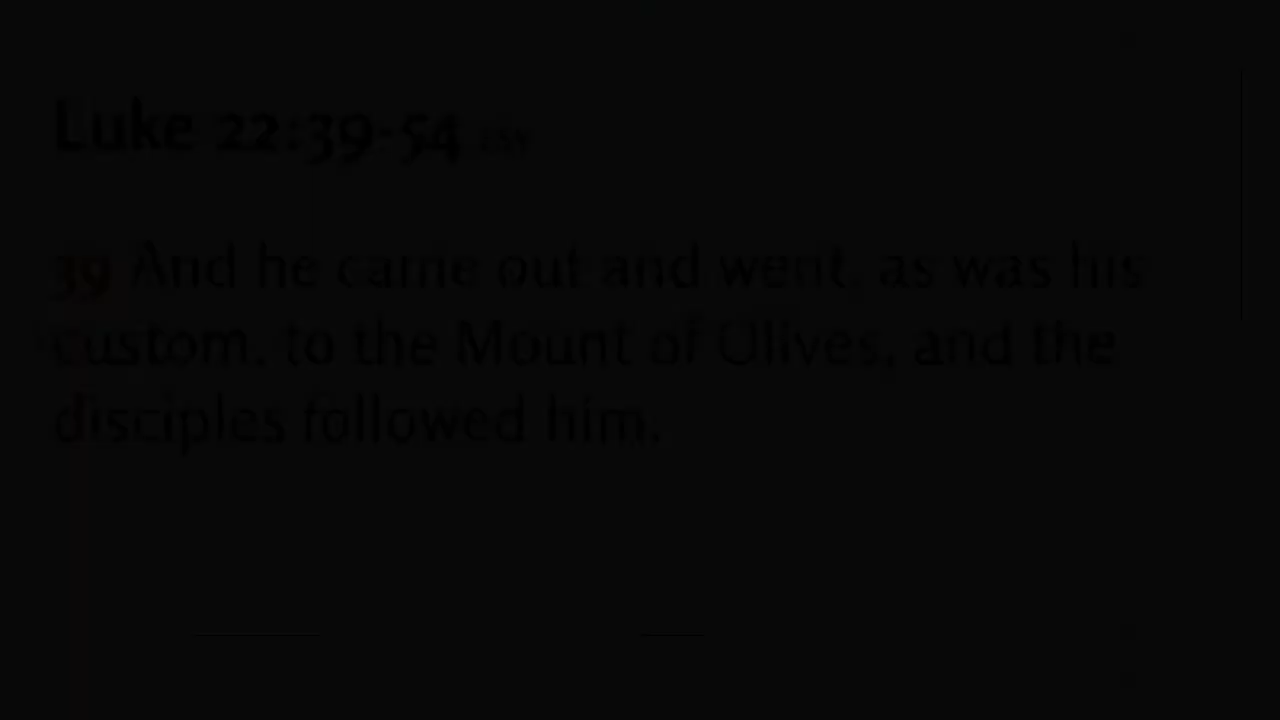 Luke 22:39-54 ESV
39 And he came out and went, as was his
custom, to the Mount of Olives, and the
disciples followed him.